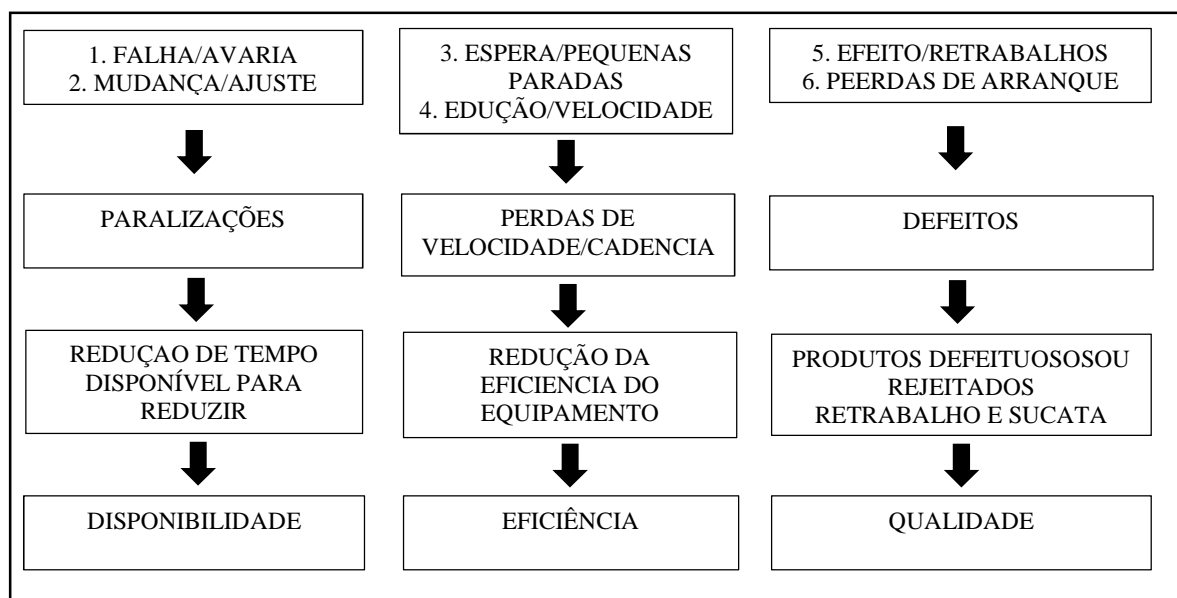 1. FALHA/AVARIA
2. MUDANÇA/AJUSTE
3. ESPERA/PEQUENAS
PARADAS
4. EDUÇÃO/VELOCIDADE
5. EFEITO/RETRABALHOS
6. PEERDAS DE ARRANQUE
PARALIZAÇÕES
PERDAS DE
VELOCIDADE/CADENCIA
DEFEITOS
REDUÇAO DE TEMPO
DISPONÍVEL PARA
REDUZIR
REDUÇÃO DA
EFICIENCIA DO
EQUIPAMENTO
PRODUTOS DEFEITUOSOSOU
REJEITADOS
RETRABALHO E SUCATA
DISPONIBILIDADE
EFICIÊNCIA
QUALIDADE